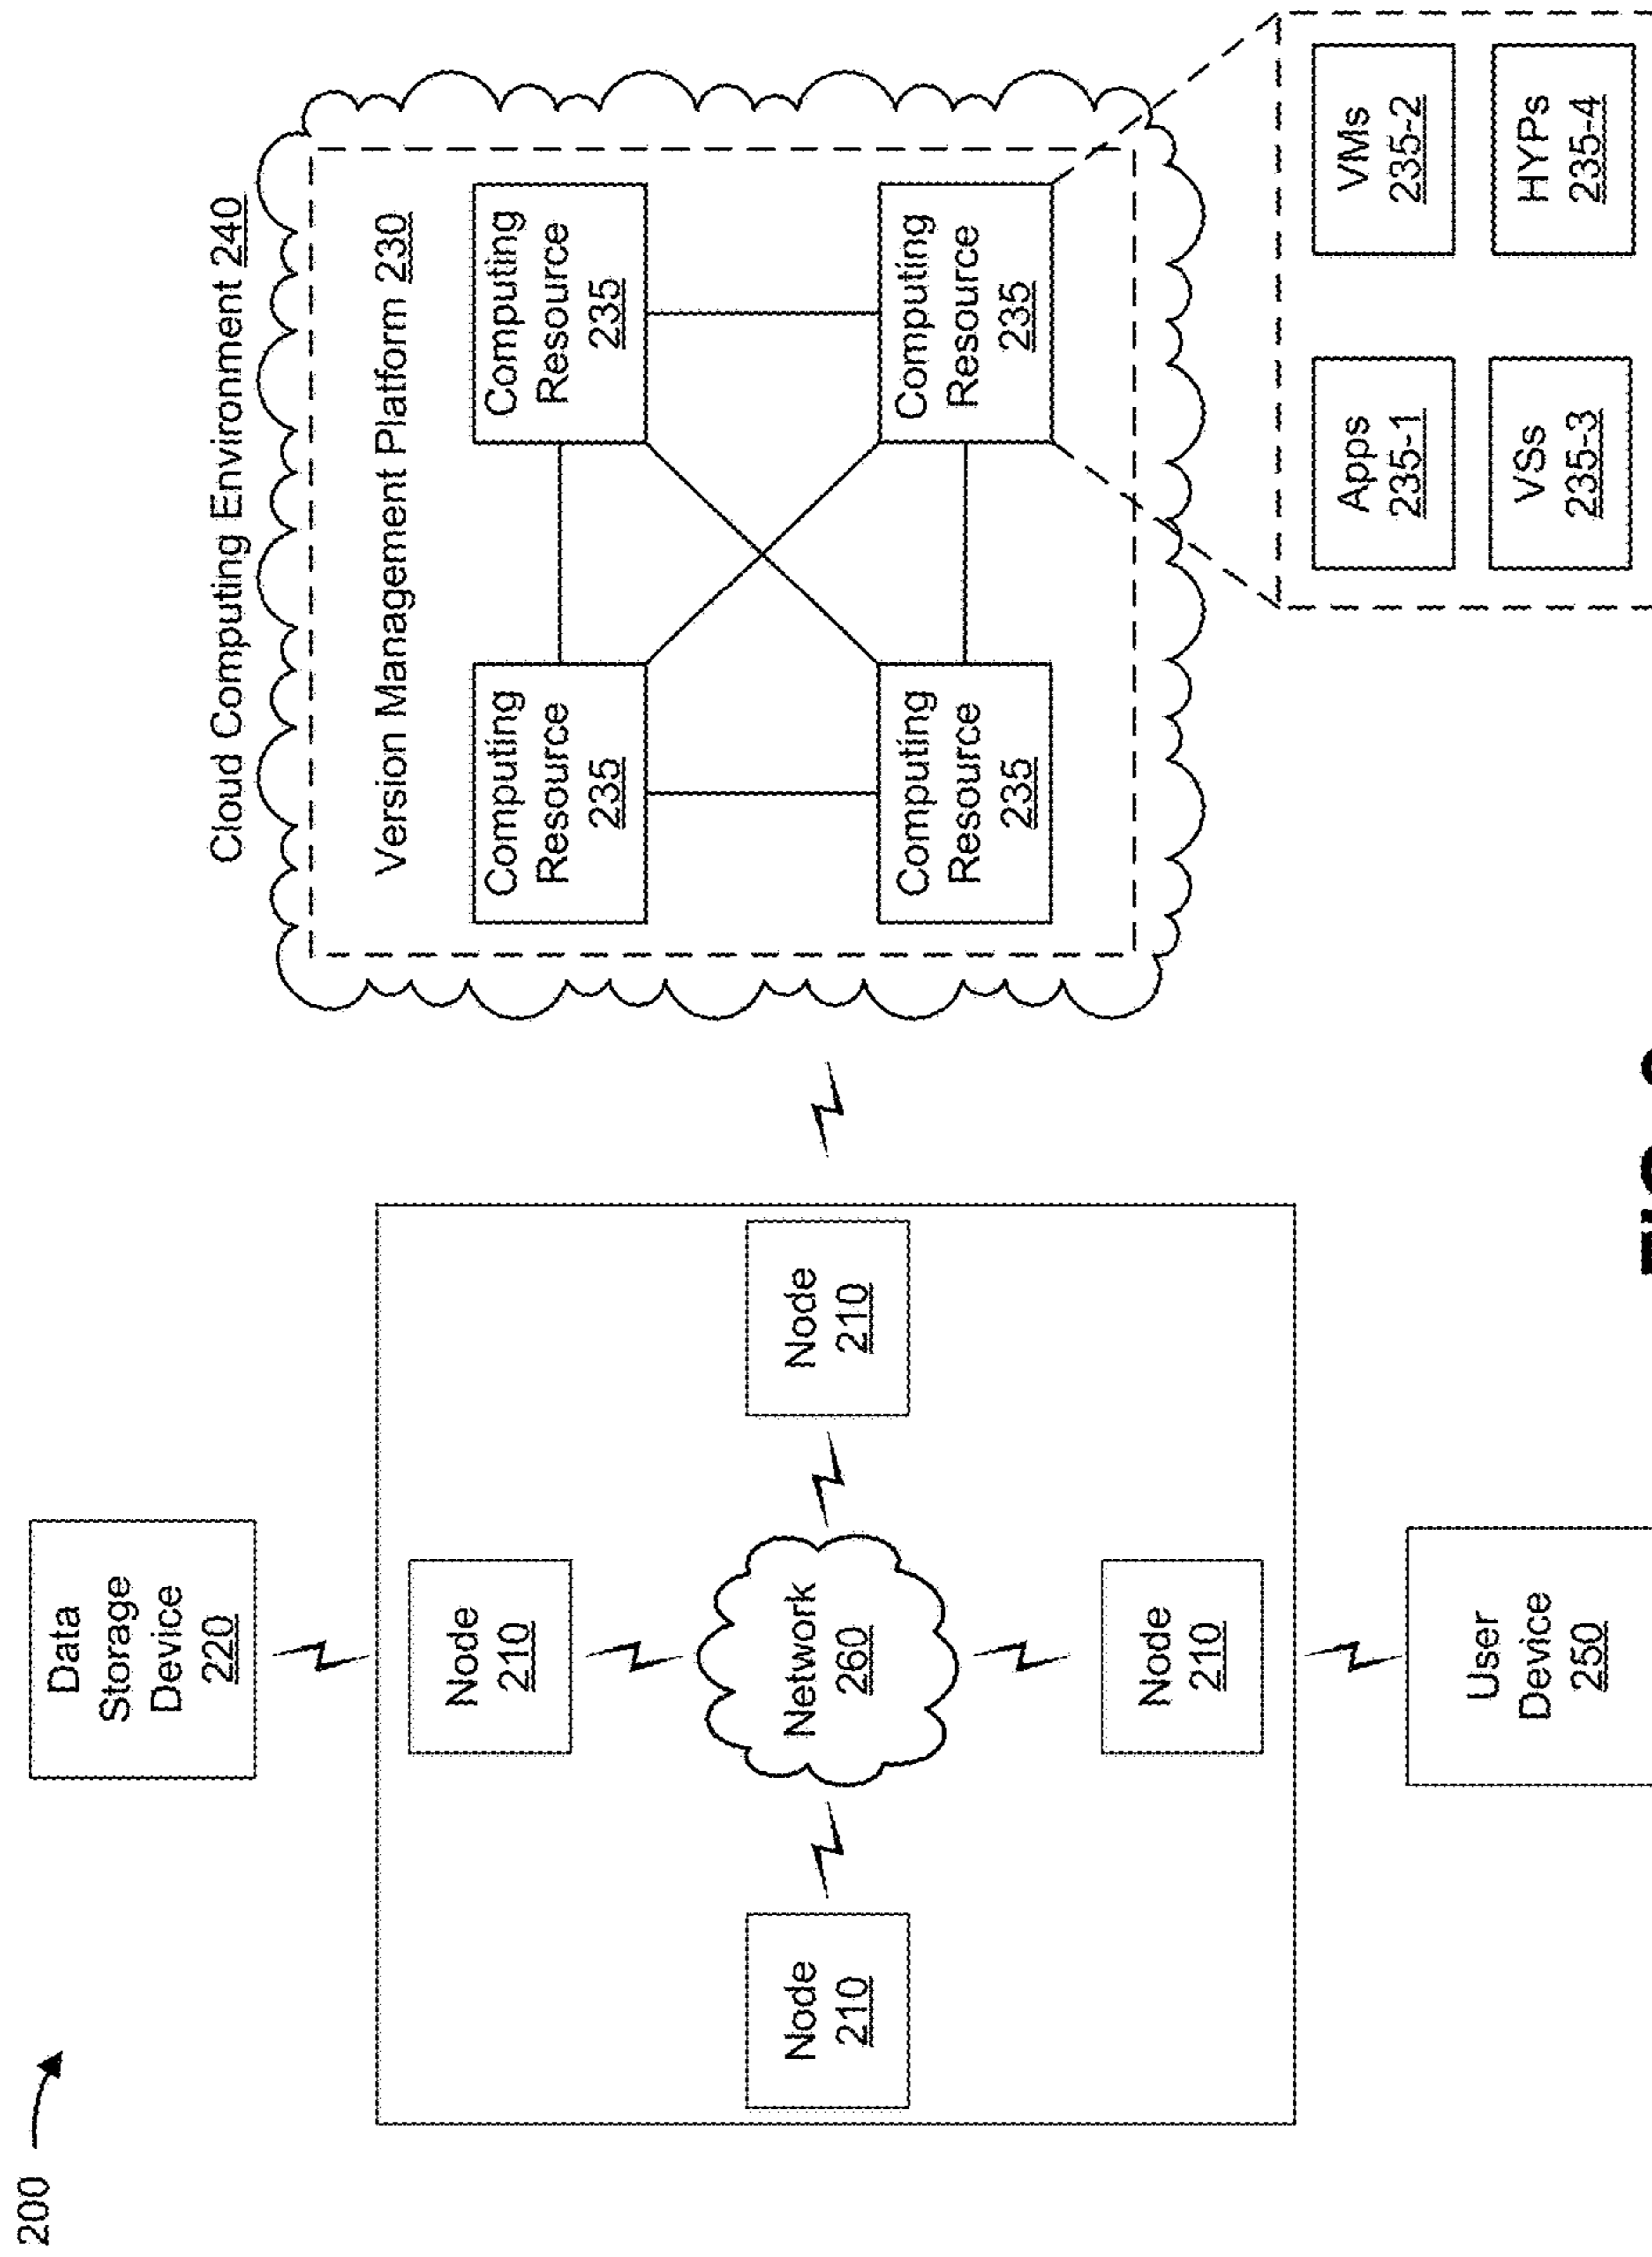 200
Data
Storage
Device
220
Node
210
Node
210
Network
260
Node
210
Node
210
User
Device
250
Cloud Computing Environment 240
Version Management Platform 230
Computing
Resource
235
Computing
Resource
235
Computing
Resource
235
Computing
Resource
235
Apps
235-1
VMs
235-2
VSs
235-3
HYPs
235-4